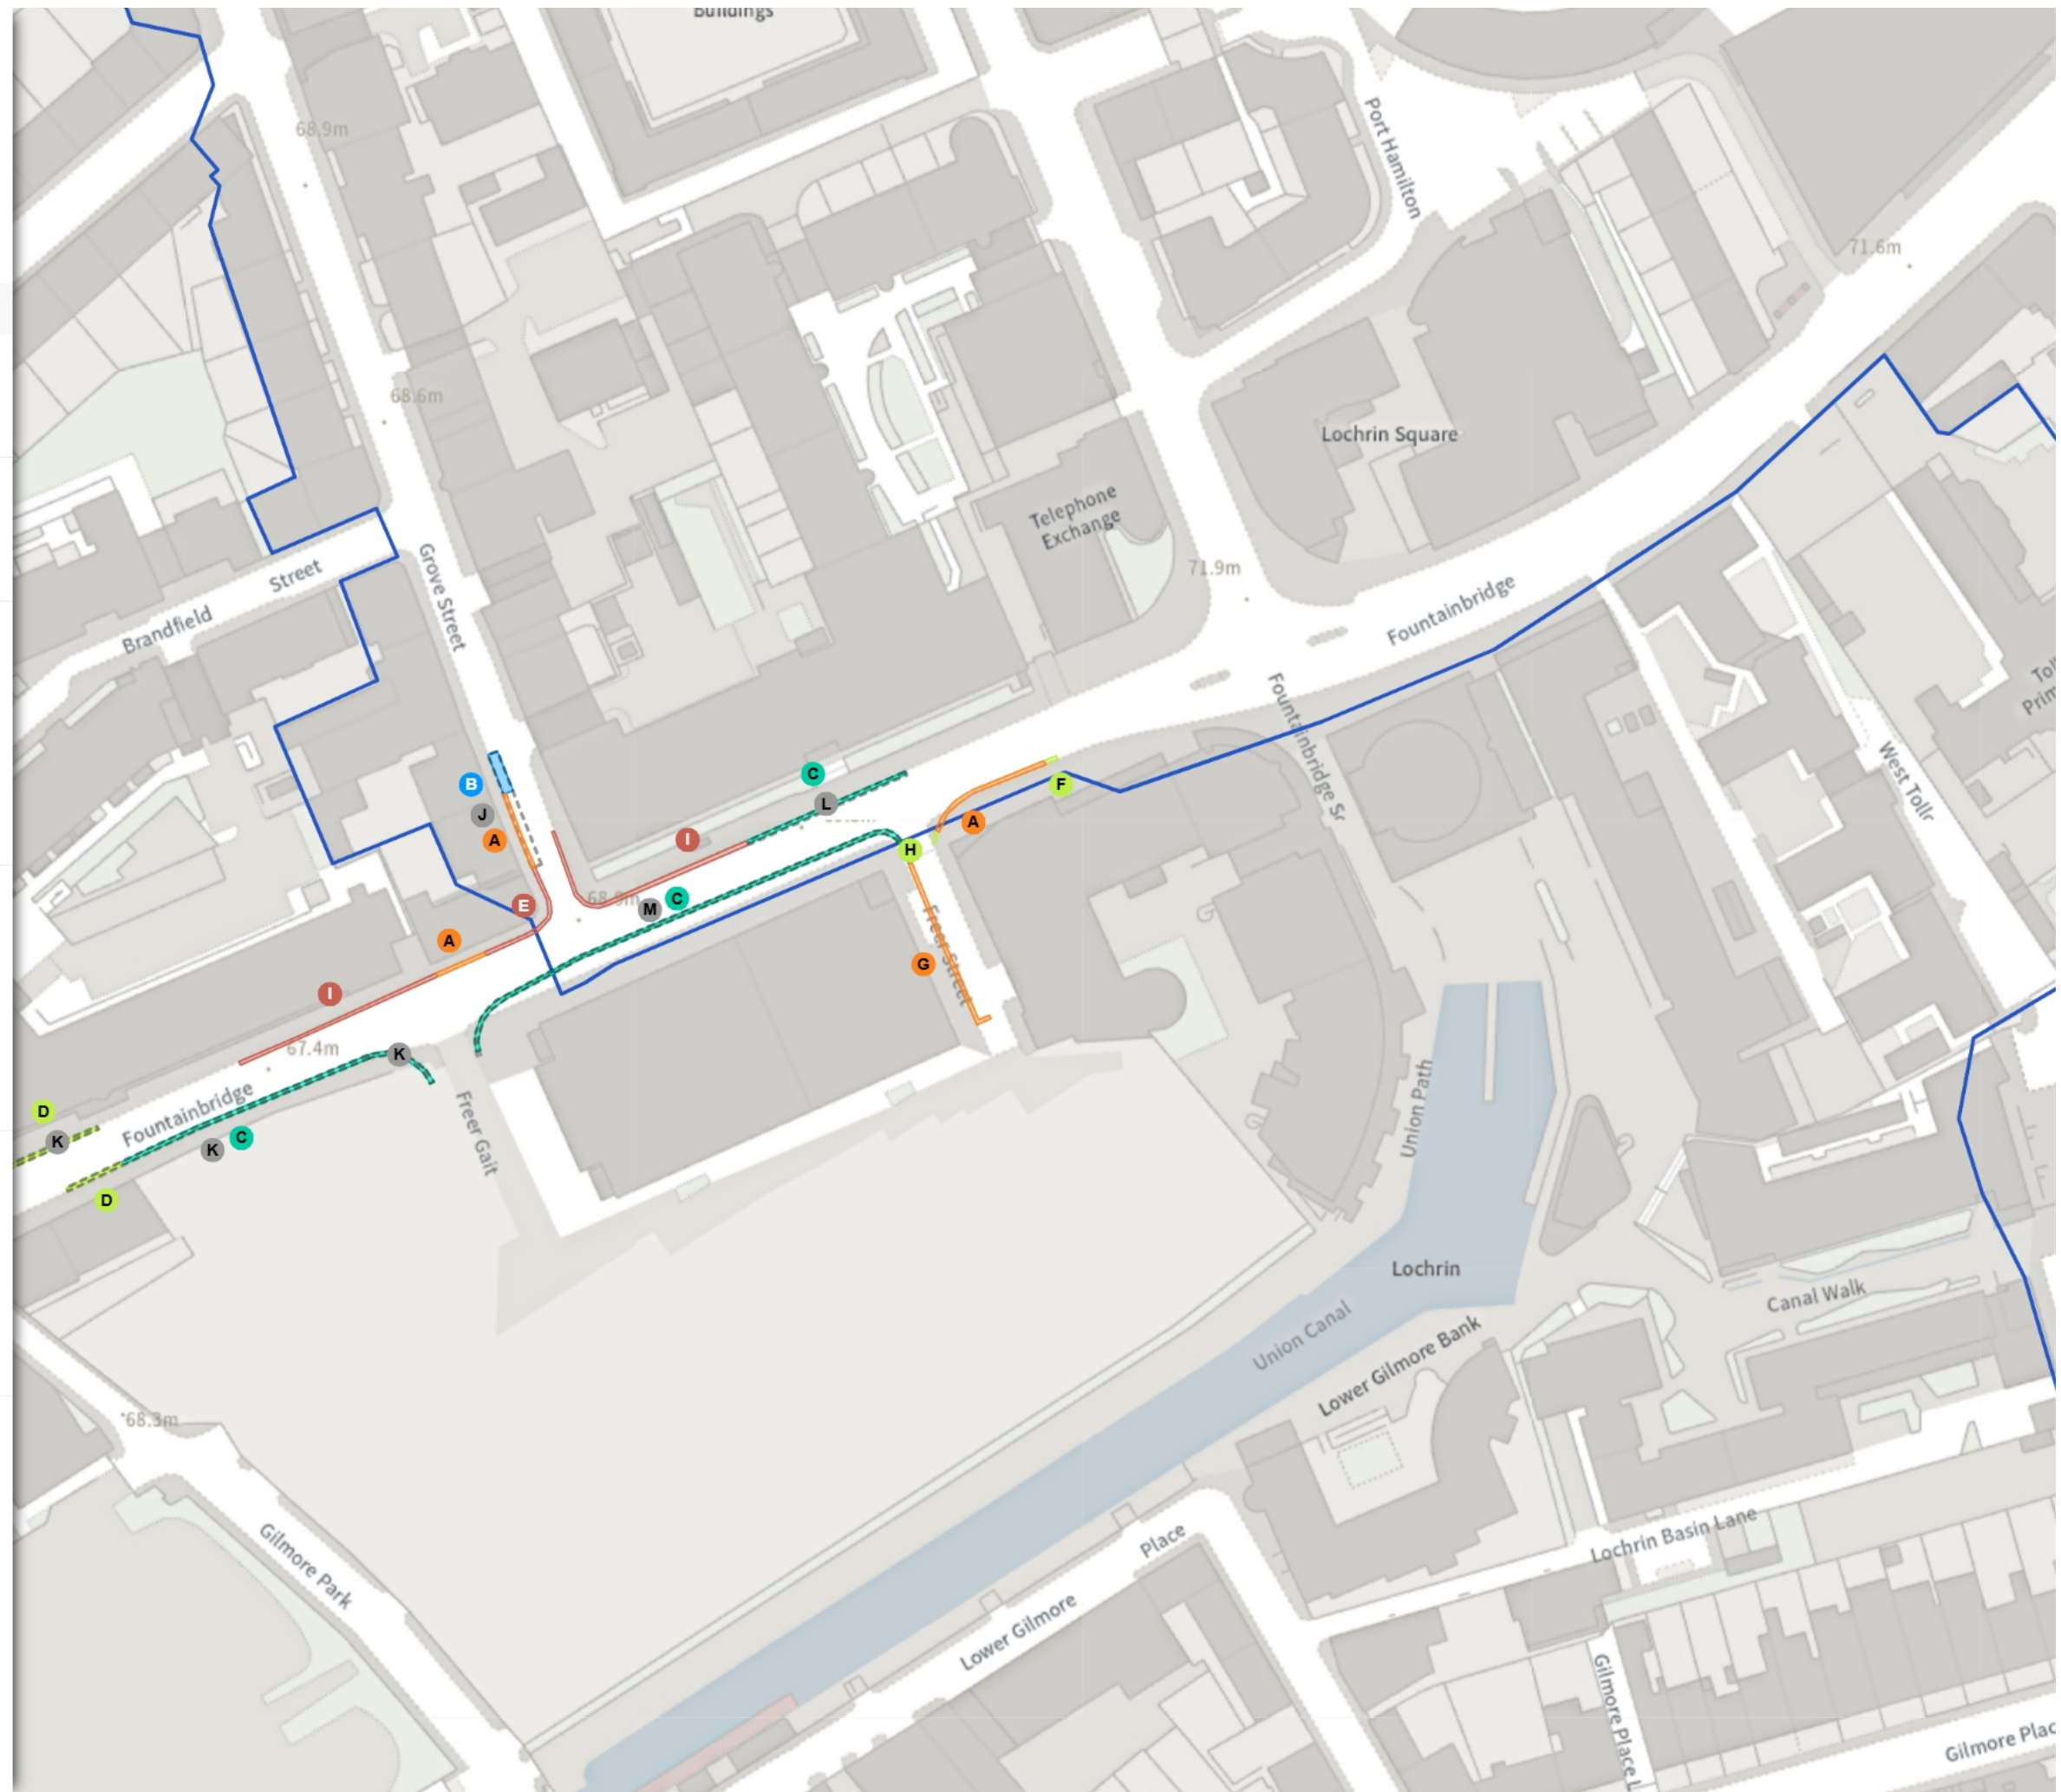 Buildings
68.9m
Port Hamilton
71.6m
68.6m
Lochrin Square
Telephone
Exchange
Grove Street
71.9m
Brandfield
Street
Fountainbridge
Fountainbridge Sq
West Tollc
B
J
A
C
L
I
F
A
H
E
M
C
A
G
Freer Street
I
67.4m
K
D
K
Fountainbridge
K
C
D
Freer Gait
Union Path
Lochrin
Canal Walk
Union Canal
Lower Gilmore Bank
68.3m
Gilmore Park
Place
Lower Gilmore
Lochrin Basin Lane
Gilmore Place L
Gilmore Plac